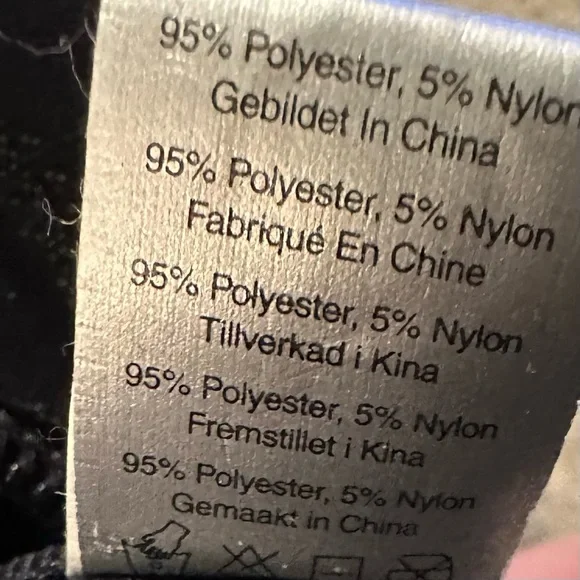 95% Polyester, 5% Nylon
Gebildet In China
95% Polyester, 5% Nylon
Fabriqué En Chine
95% Polyester, 5% Nylon
Tillverkad i Kina
95% Polyester, 5% Nylon
Fremstillet i Kina
95% Polyester, 5% Nylon
Gemaakt in China